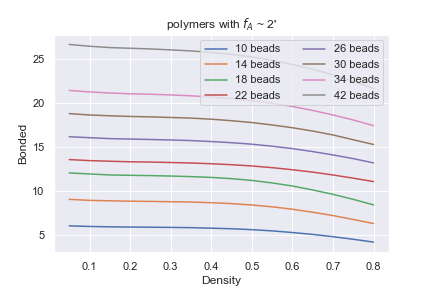 polymers with f_A ~ 2'
Bonded
25
20
15
10
5
10 beads
14 beads
18 beads
22 beads
26 beads
30 beads
34 beads
42 beads
0.1 0.2 0.3 0.4 0.5 0.6 0.7 0.8
Density